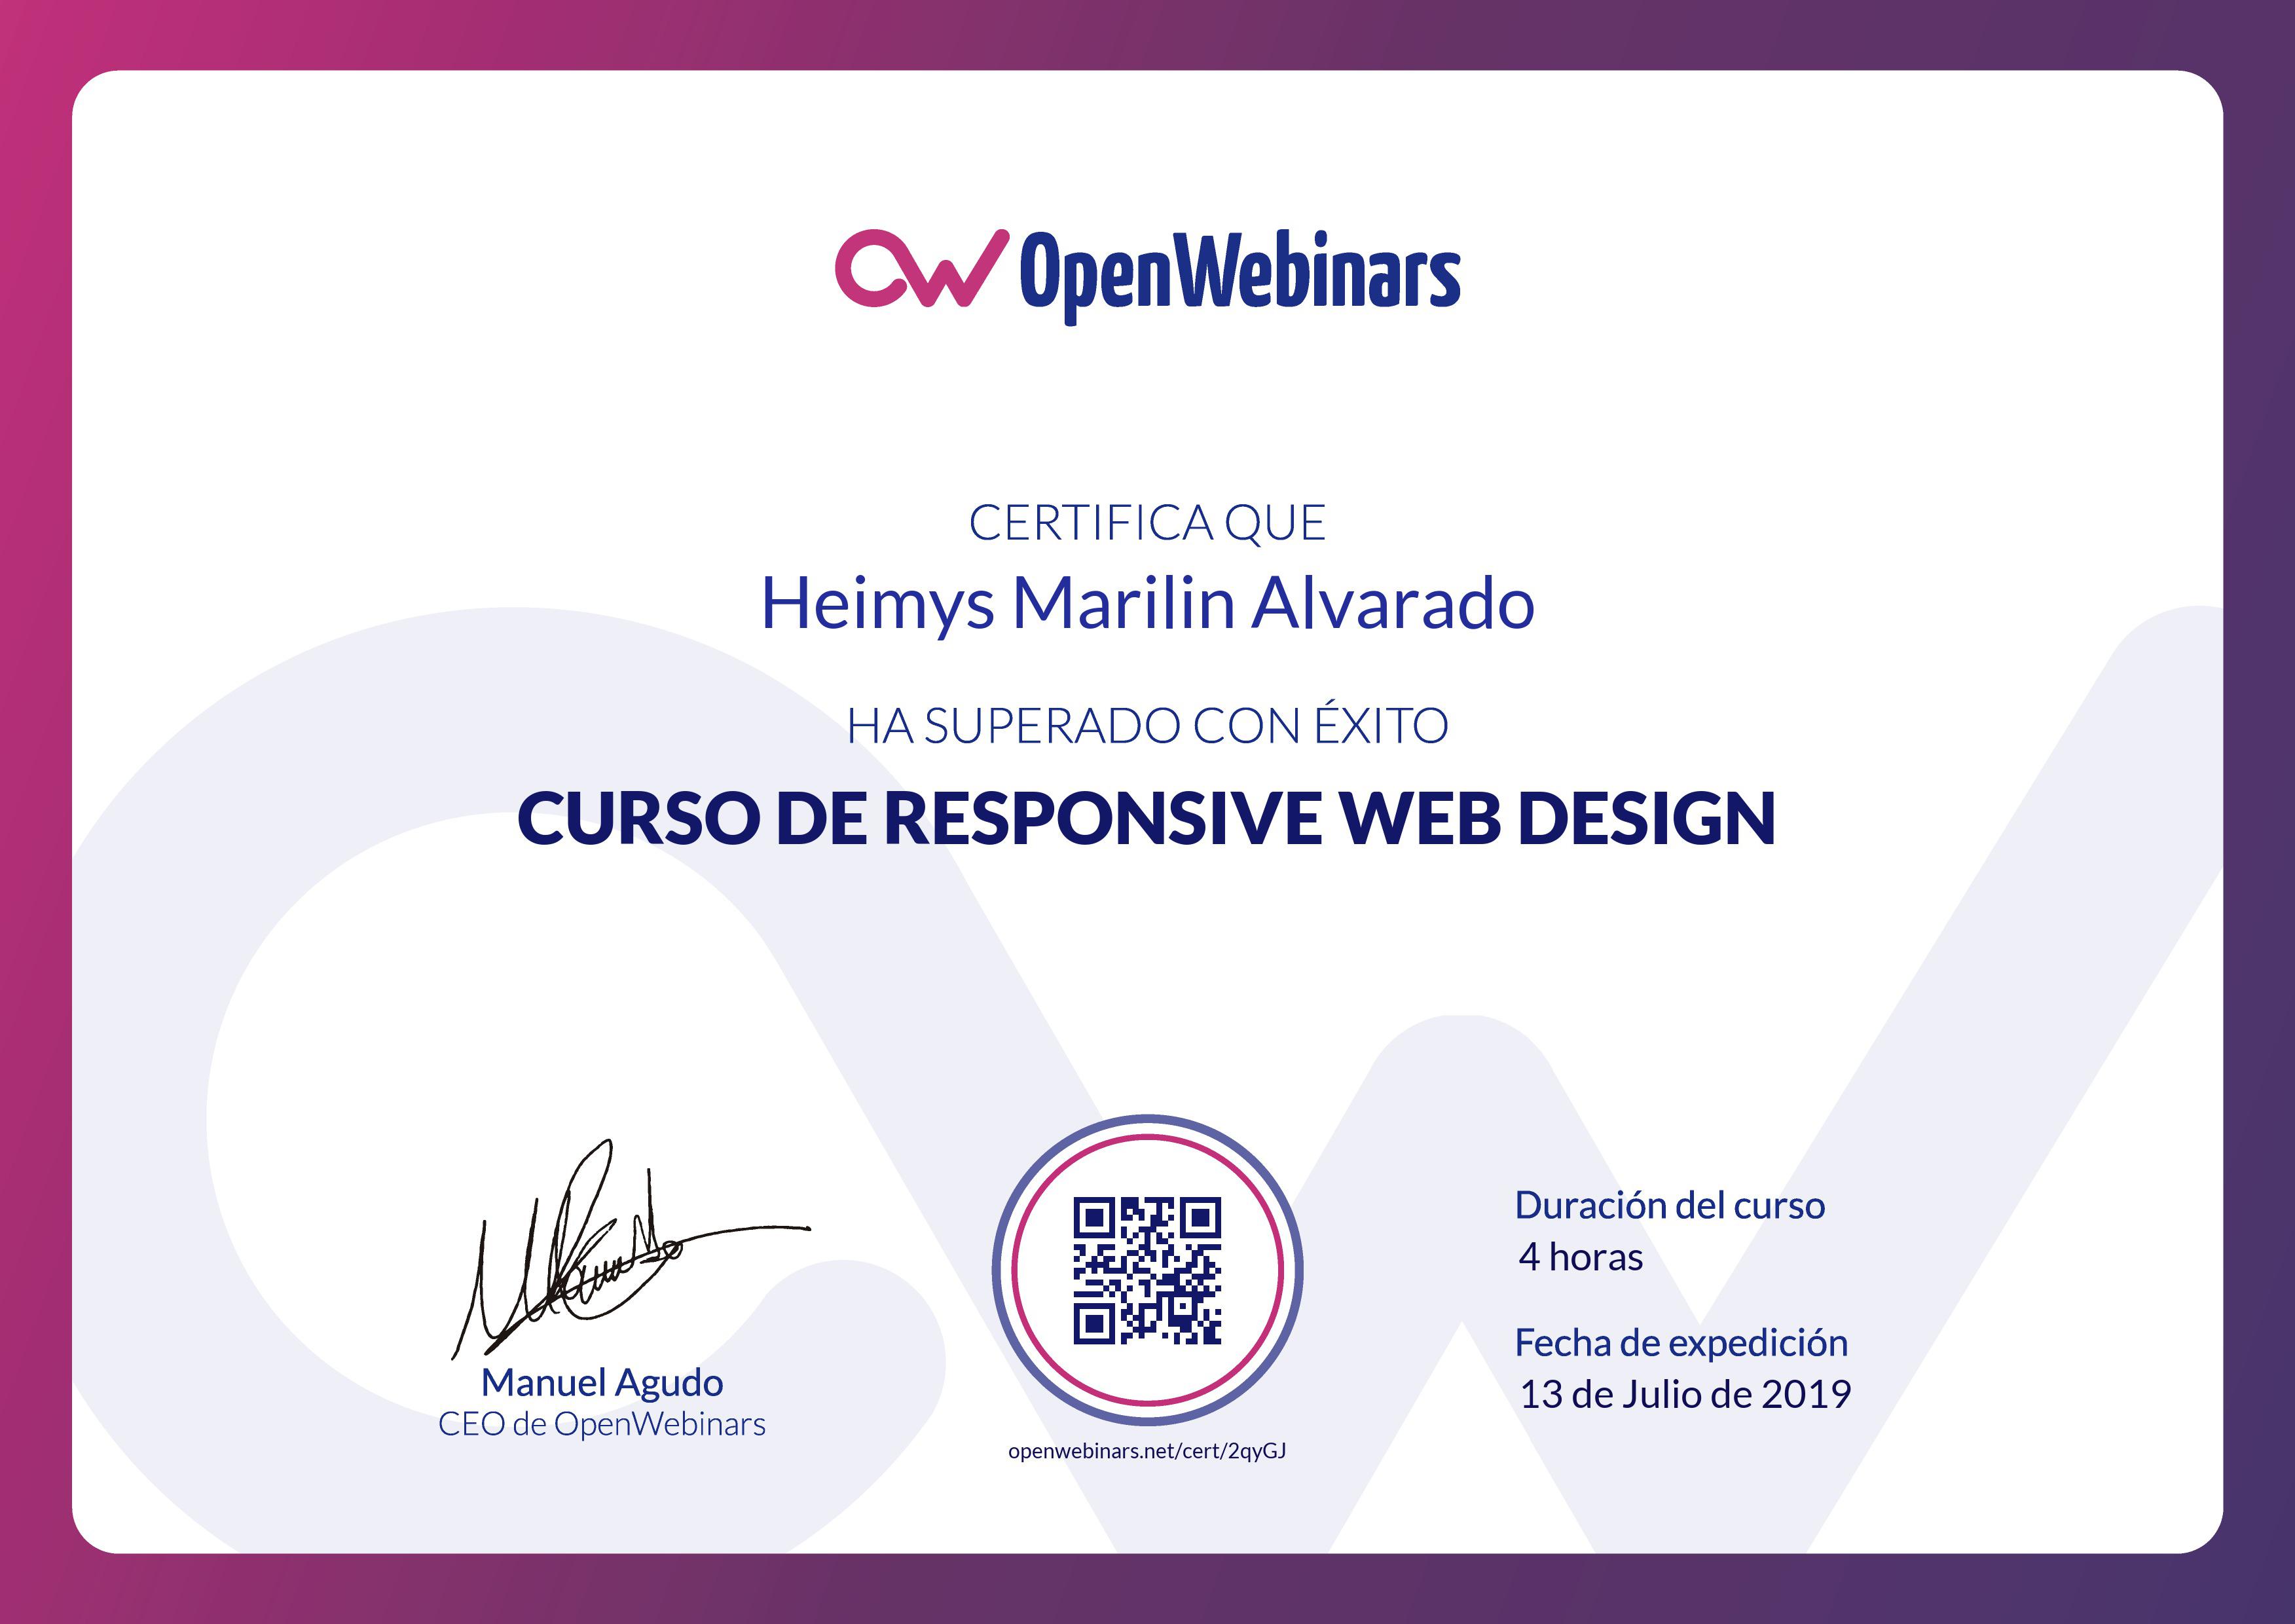 OpenWebinars
CERTIFICA QUE
Heimys Marilin Alvarado
HA SUPERADO CON ÉXITO
CURSO DE RESPONSIVE WEB DESIGN
Manuel Agudo
CEO de OpenWebinars
openwebinars.net/cert/2qyGJ
Duración del curso
4 horas
Fecha de expedición
13 de Julio de 2019